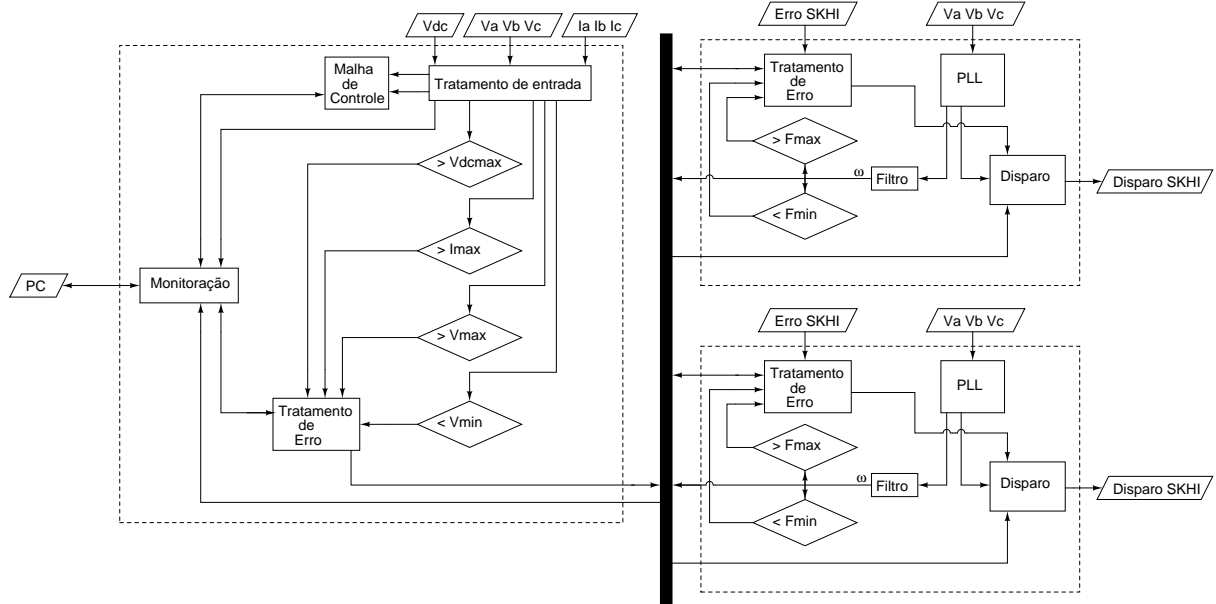 Vdc
Va Vb Vc
Ia Ib Ic
Malha
de
Controle
Tratamento de entrada
> Vdcmax
> Imax
PC
Monitoração
> Vmax
< Vmin
Tratamento
de
Erro
Erro SKHI
Va Vb Vc
Tratamento
de
Erro
PLL
> Fmax
ω
Filtro
Disparo
Disparo SKHI
< Fmin
Erro SKHI
Va Vb Vc
Tratamento
de
Erro
PLL
> Fmax
ω
Filtro
Disparo
Disparo SKHI
< Fmin